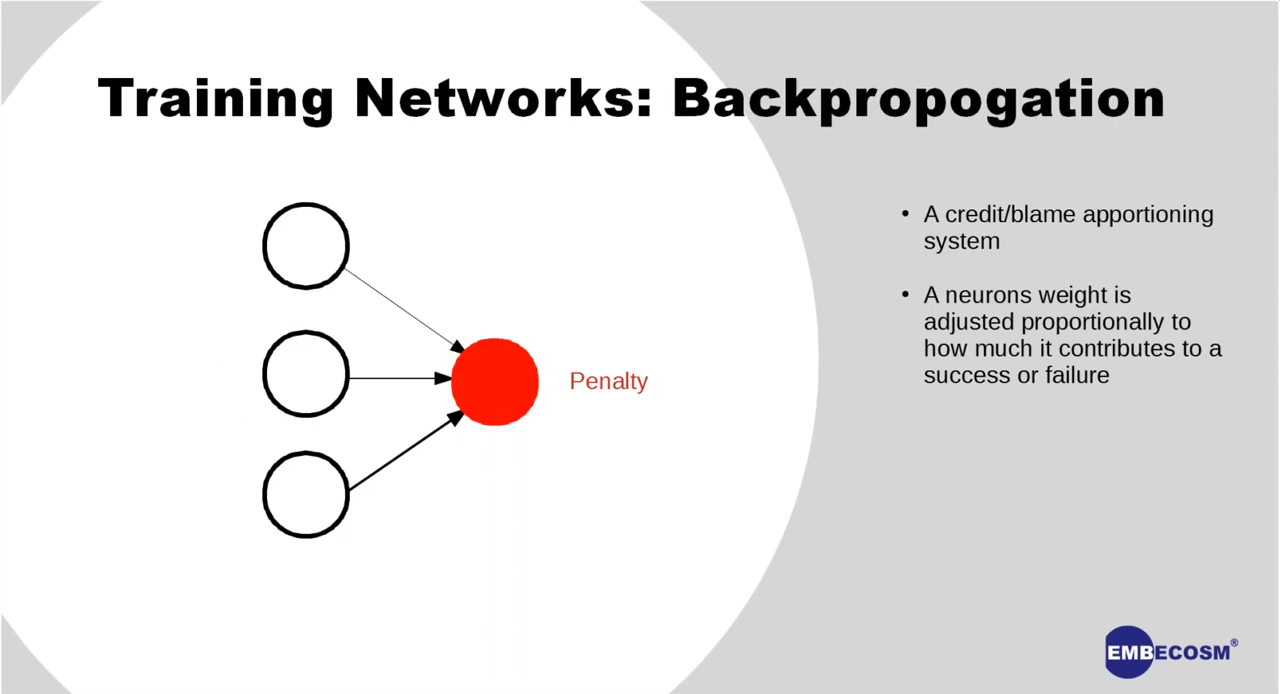 Training Networks: Backpropogation
• A credit/blame apportioning
system
• A neurons weight is
adjusted proportionally to
how much it contributes to a
success or failure
Penalty
EMBECOSM®